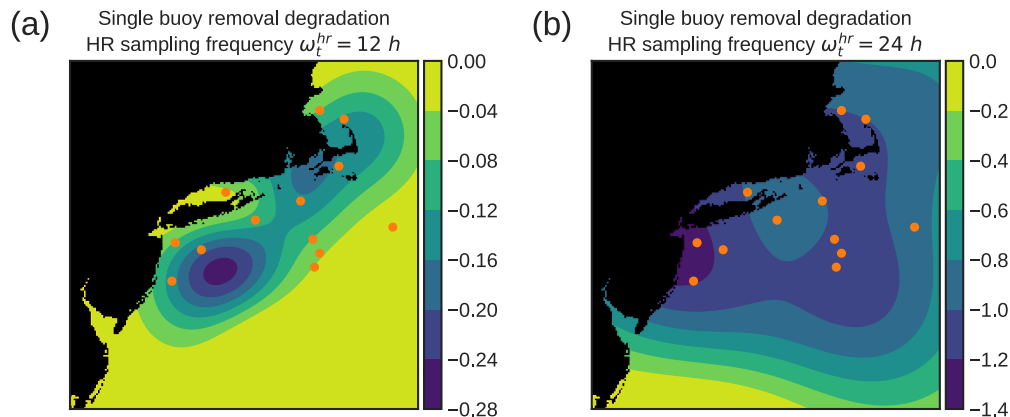 (a)
Single buoy removal degradation
HR sampling frequency ω_t^{hr} = 12 h
0.00
−0.04
−0.08
−0.12
−0.16
−0.20
−0.24
−0.28
(b)
Single buoy removal degradation
HR sampling frequency ω_t^{hr} = 24 h
0.0
−0.2
−0.4
−0.6
−0.8
−1.0
−1.2
−1.4